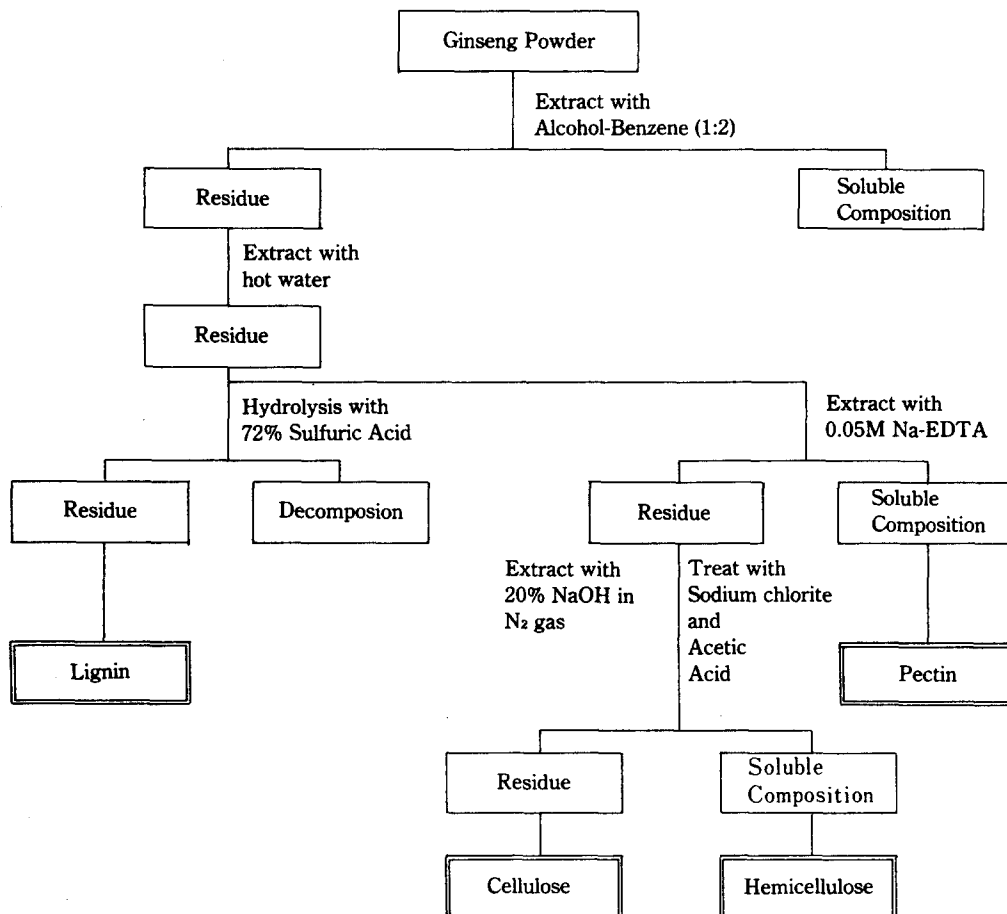 Ginseng Powder
Extract with
Alcohol-Benzene (1:2)
Residue
Soluble
Composition
Extract with
hot water
Residue
Hydrolysis with
72% Sulfuric Acid
Extract with
0.05M Na-EDTA
Residue
Decomposion
Residue
Soluble
Composition
Extract with
20% NaOH in
N₂ gas
Treat with
Sodium chlorite
and
Acetic
Acid
Lignin
Pectin
Residue
Soluble
Composition
Cellulose
Hemicellulose